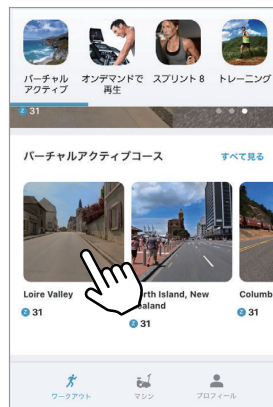 バーチャル
アクティブ
オンデマンドで
再生
スプリント 8
トレーニング
31
バーチャルアクティブコース
すべて見る
Loire Valley
31
rth Island, New
ealand
31
Columb
31
ワークアウト
マシン
プロフィール